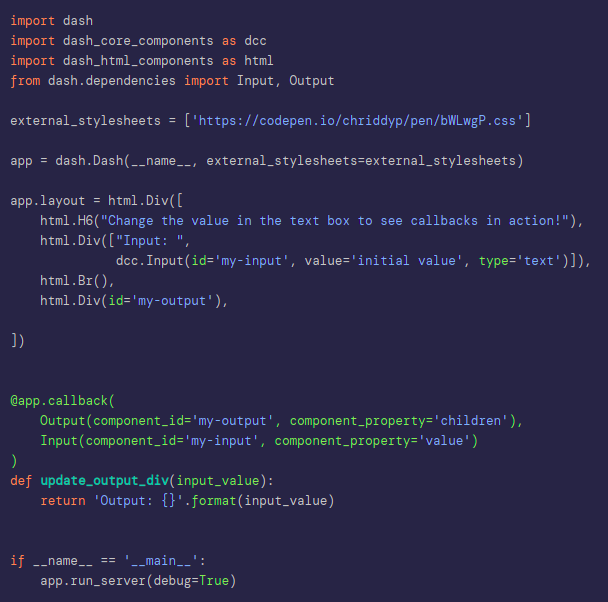 import dash
import dash_core_components as dcc
import dash_html_components as html
from dash.dependencies import Input, Output

external_stylesheets = ['https://codepen.io/chriddyp/pen/bWLwgP.css']

app = dash.Dash(__name__, external_stylesheets=external_stylesheets)

app.layout = html.Div([
    html.H6("Change the value in the text box to see callbacks in action!"),
    html.Div(["Input: ",
              dcc.Input(id='my-input', value='initial value', type='text')]),
    html.Br(),
    html.Div(id='my-output'),

])


@app.callback(
    Output(component_id='my-output', component_property='children'),
    Input(component_id='my-input', component_property='value')
)
def update_output_div(input_value):
    return 'Output: {}'.format(input_value)


if __name__ == '__main__':
    app.run_server(debug=True)